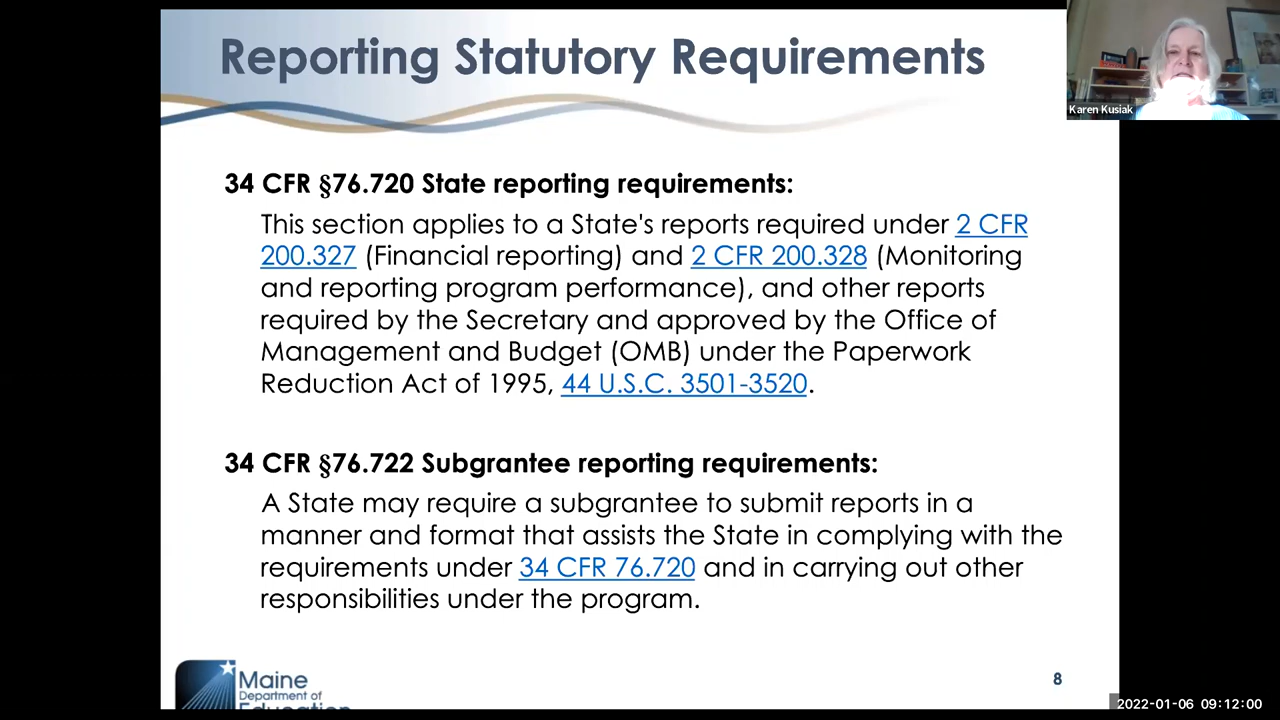 Reporting Statutory Requirements
Karen Kusiak
34 CFR §76.720 State reporting requirements:
This section applies to a State's reports required under 2 CFR
200.327 (Financial reporting) and 2 CFR 200.328 (Monitoring
and reporting program performance), and other reports
required by the Secretary and approved by the Office of
Management and Budget (OMB) under the Paperwork
Reduction Act of 1995, 44 U.S.C. 3501-3520.
34 CFR §76.722 Subgrantee reporting requirements:
A State may require a subgrantee to submit reports in a
manner and format that assists the State in complying with the
requirements under 34 CFR 76.720 and in carrying out other
responsibilities under the program.
Maine
Department of
Education
8
2022-01-06 09:12:00